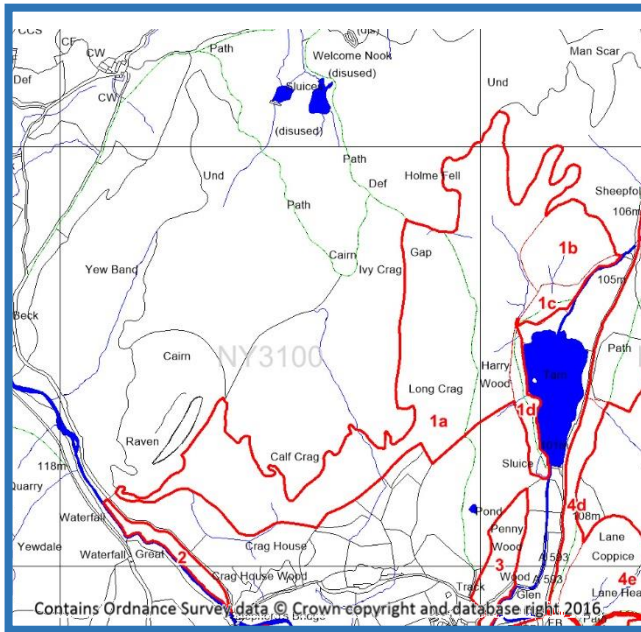 CCS
CF
CW
Path
(dis)
Welcome Nook
(disused)
Man Scar
Def
CW
Sluice
Und
(disused)
Und
Path
Def
Holme Fell
Sheepfol
106m
Path
Cairn
Gap
1b
Yew Band
Ivy Crag
105m
Beck
1c
Cairn
NY3100
Harry
Wood
Path
Tarn
Long Crag
1d
1a
Raven
Calf Crag
118m
Sluice
Quarry
Pond
4d
108m
Waterfall
Penny
Wood
Lane
Coppice
Yewdale
Waterfall
Great
2
Crag House
A 593
3
4e
Crag House Wood
Track
Wood
A 593
Glen
Lane Hea
Contains Ordnance Survey data © Crown copyright and database right 2016